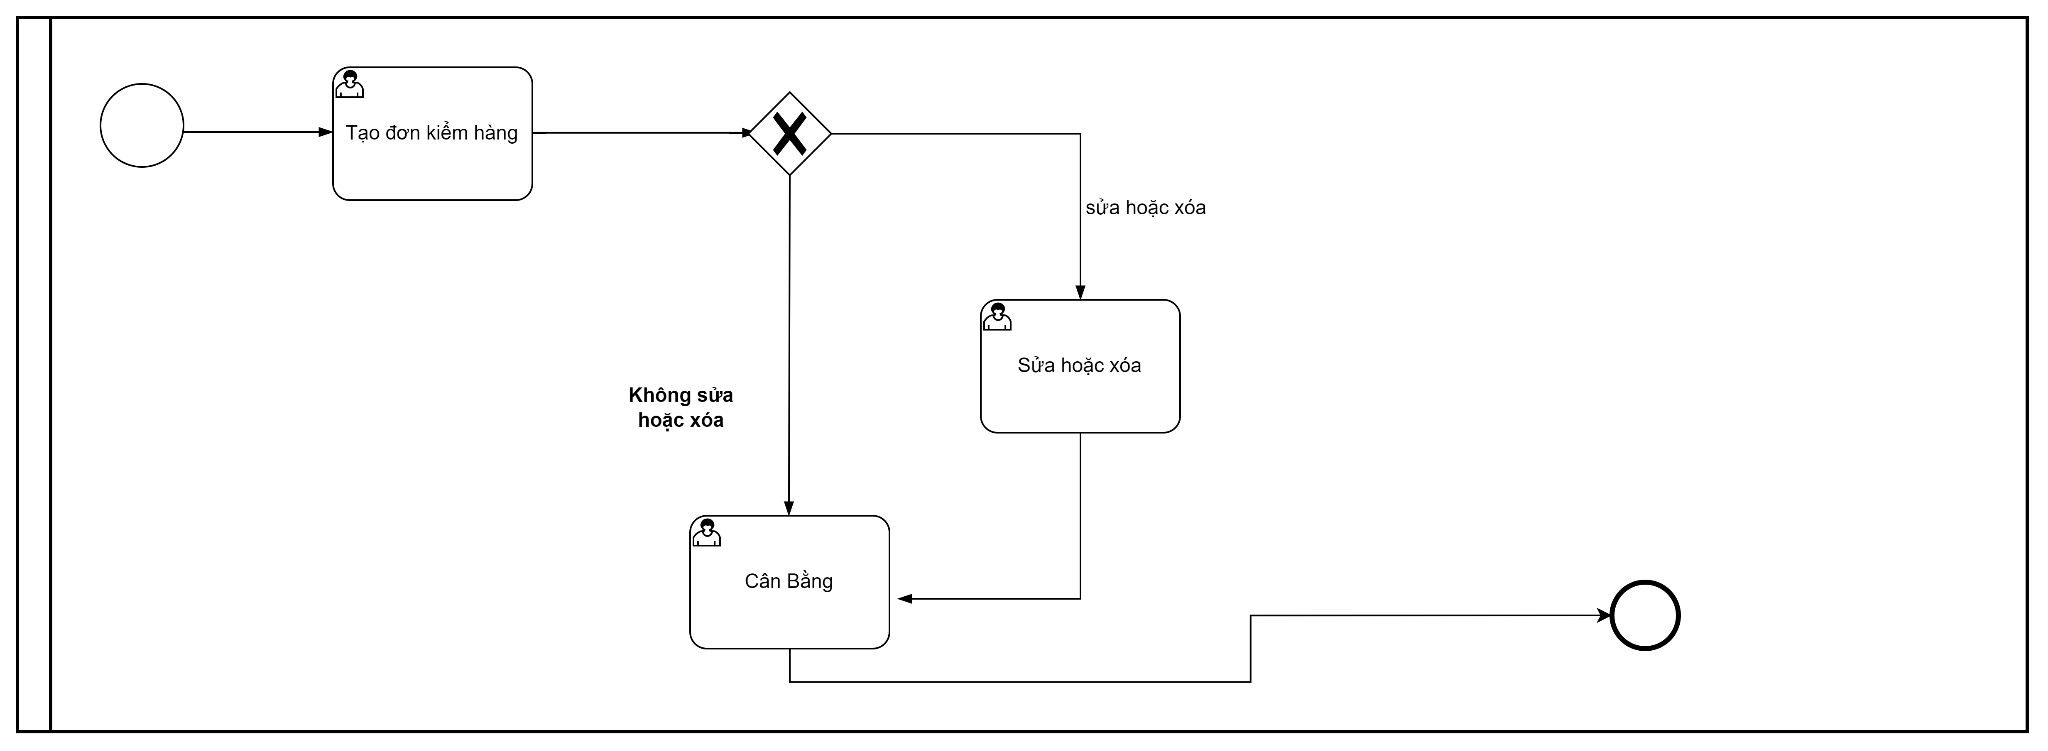 Tạo đơn kiểm hàng
sửa hoặc xóa
Sửa hoặc xóa
Không sửa
hoặc xóa
Cân Bằng